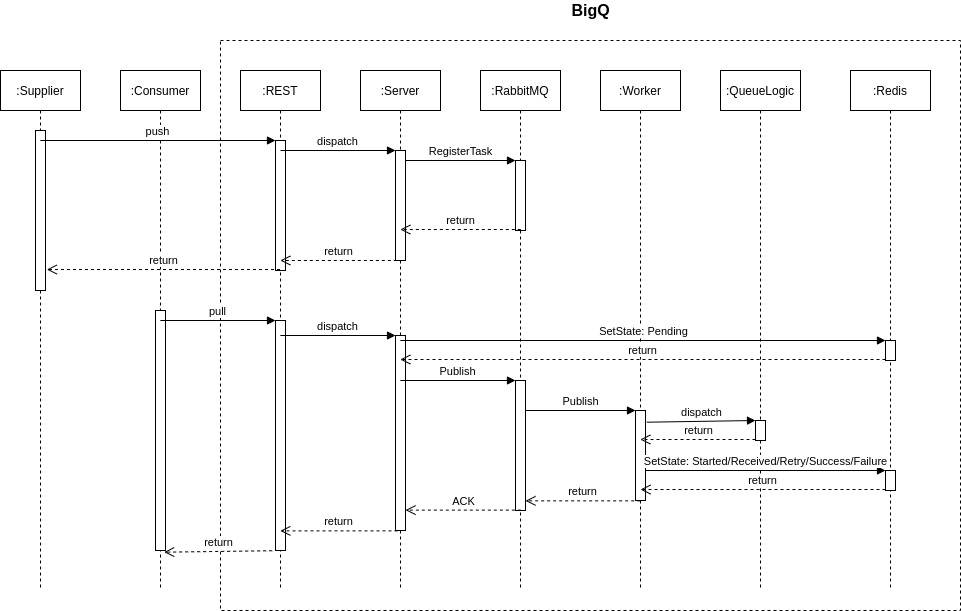 BigQ
:Supplier
:Consumer
:REST
:Server
:RabbitMQ
:Worker
:QueueLogic
:Redis
push
dispatch
RegisterTask
return
return
return
pull
dispatch
SetState: Pending
return
Publish
Publish
dispatch
return
SetState: Started/Received/Retry/Success/Failure
return
return
ACK
return
return